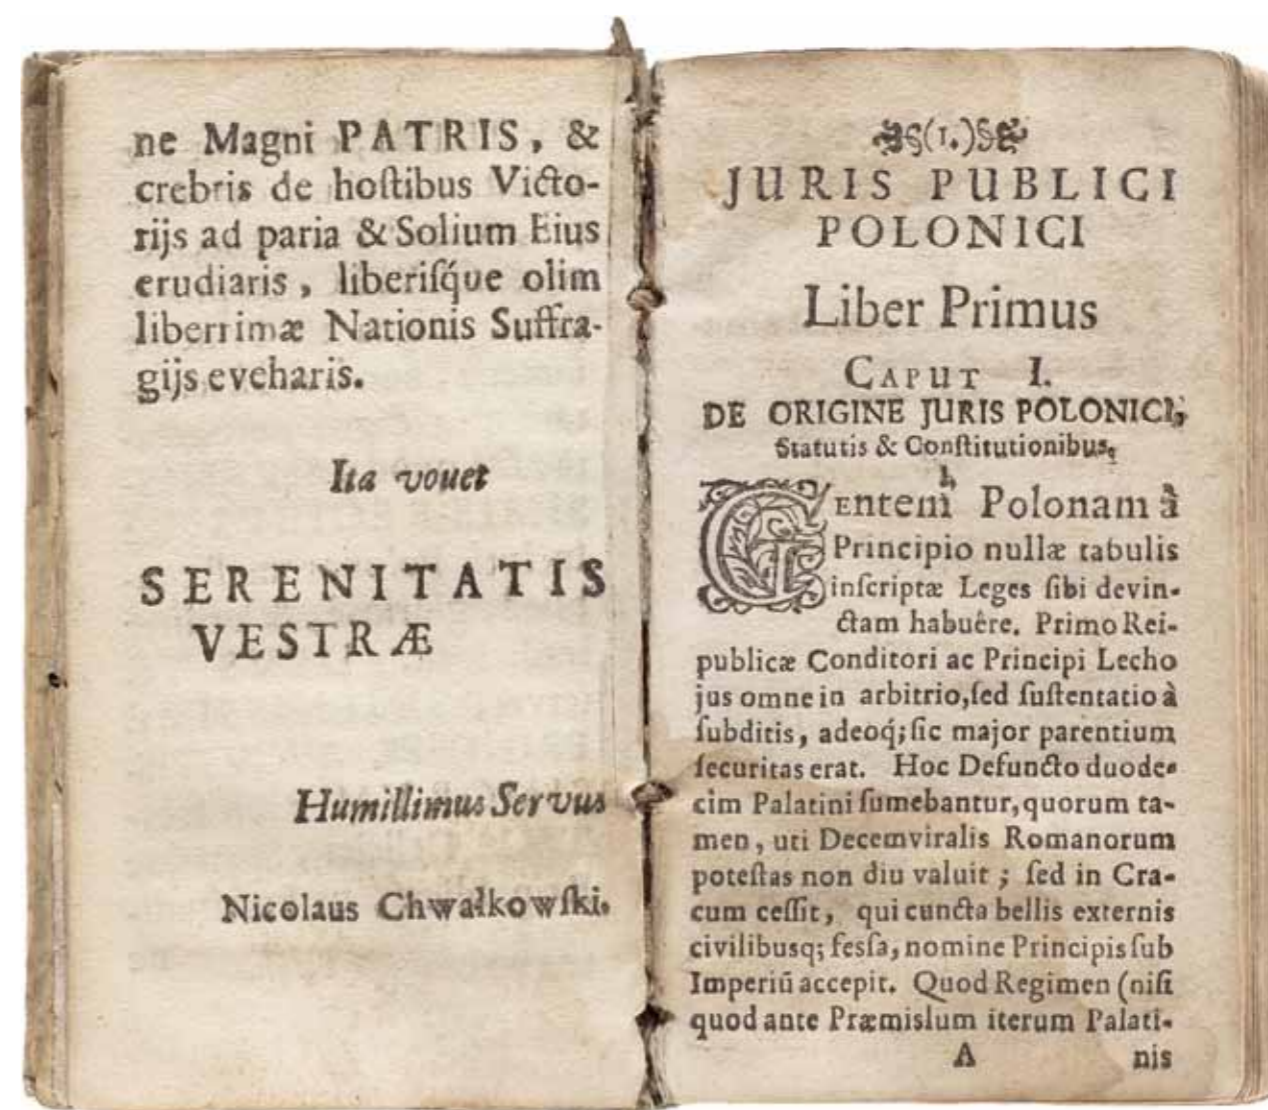 ne Magni PATRIS, &
crebris de hoſtibus Victo-
rijs ad paria & Solium Eius
erudiaris, liberiſq́ue olim
liberrimæ Nationis Suffra-
gijs eveharis.
Ita vouet
SERENITATIS
VESTRÆ
Humillimus Servus
Nicolaus Chwałkowſki.
§(1.)§
JURIS PUBLICI
POLONICI
Liber Primus
CAPUT I.
DE ORIGINE JURIS POLONICI,
Statutis & Conſtitutionibus.
I.
GEntem Polonam à
Principio nullæ tabulis
inſcriptæ Leges ſibi devin-
ctam habuêre. Primo Rei-
publicæ Conditori ac Principi Lecho
jus omne in arbitrio, ſed ſuſtentatio à
ſubditis, adeoq́; ſic major parentium
ſecuritas erat. Hoc Defuncto duode-
cim Palatini ſumebantur, quorum ta-
men, uti Decemviralis Romanorum
poteſtas non diu valuit; ſed in Cra-
cum ceſſit, qui cuncta bellis externis
civilibusq; feſſa, nomine Principis ſub
Imperiū accepit. Quod Regimen (niſi
quod ante Præmislum iterum Palati-
A nis